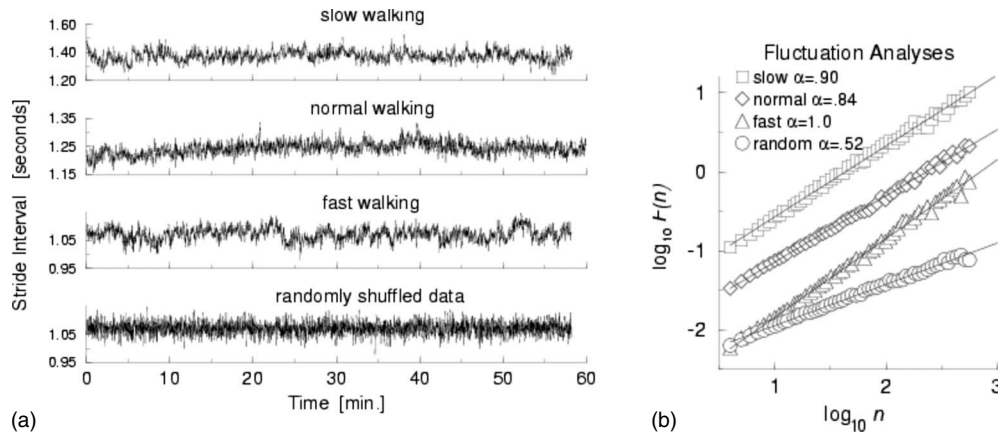 slow walking
1.60
1.40
1.20
normal walking
1.35
1.25
1.15
fast walking
1.05
0.95
randomly shuffled data
1.05
0.95
0 10 20 30 40 50 60
Time [min.]
Stride Interval [seconds]
(a)
Fluctuation Analyses
slow α=.90
normal α=.84
fast α=1.0
random α=.52
1
0
-1
-2
log₁₀ F(n)
1 2 3
log₁₀ n
(b)